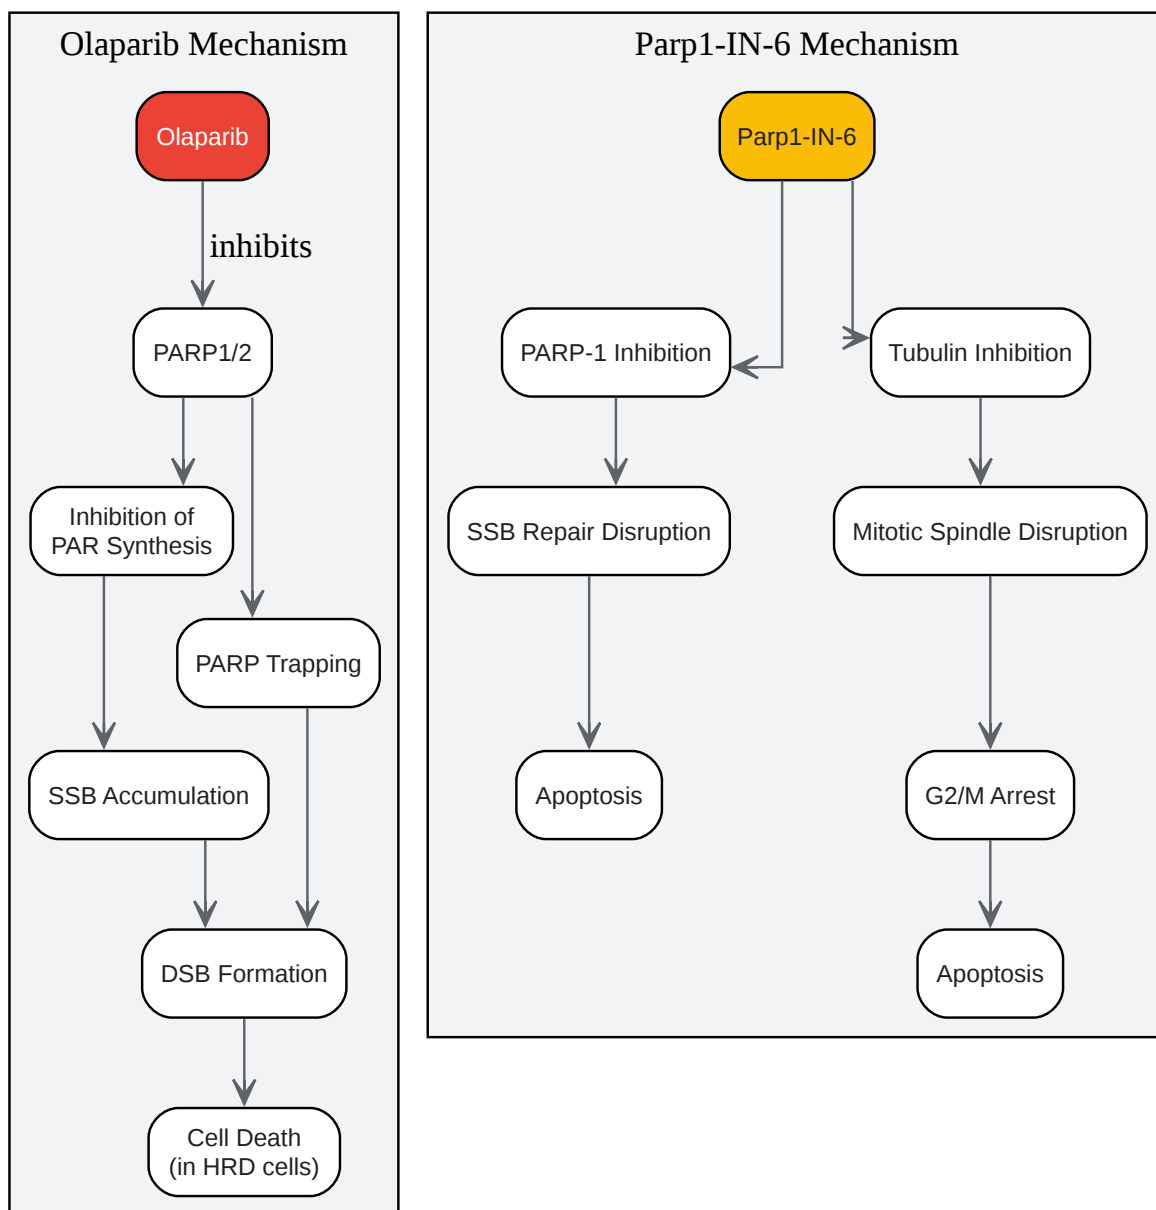 Olaparib Mechanism
Olaparib
inhibits
PARP1/2
Inhibition of
PAR Synthesis
PARP Trapping
SSB Accumulation
DSB Formation
Cell Death
(in HRD cells)
Parp1-IN-6 Mechanism
Parp1-IN-6
PARP-1 Inhibition
Tubulin Inhibition
SSB Repair Disruption
Mitotic Spindle Disruption
Apoptosis
G2/M Arrest
Apoptosis